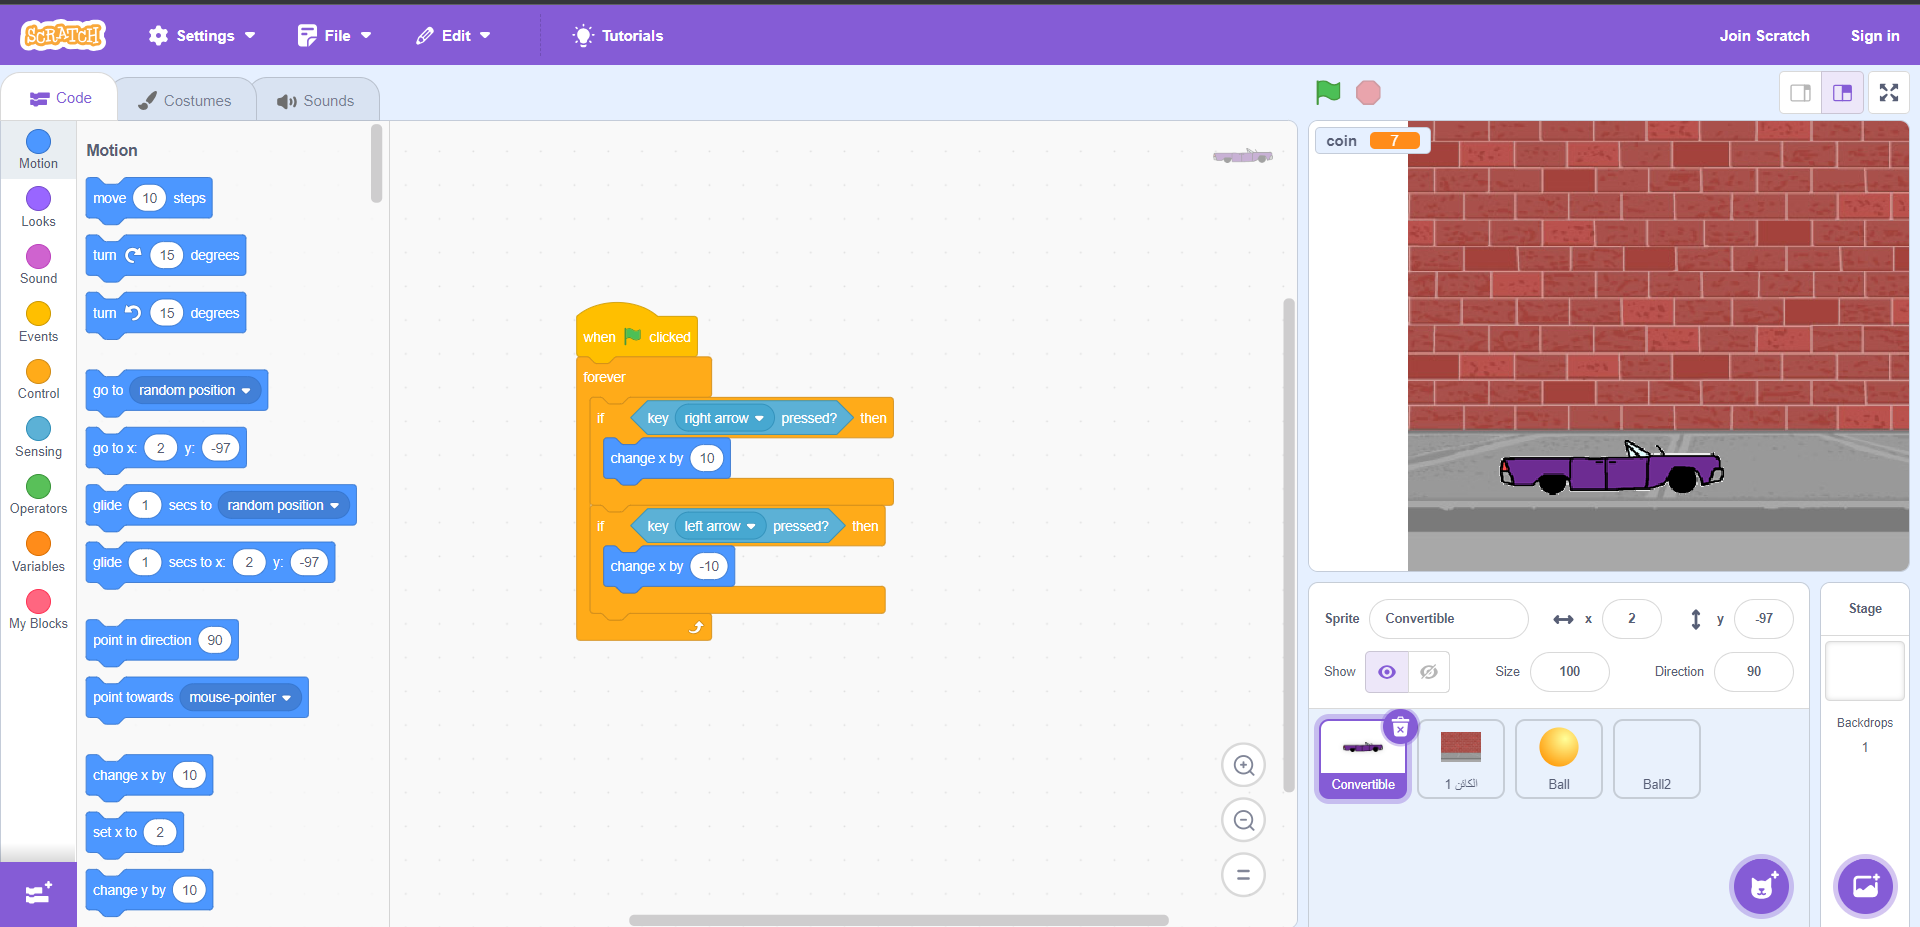 SCRATCH Settings File Edit Tutorials Join Scratch Sign in
Code Costumes Sounds
Motion
Looks
Sound
Events
Control
Sensing
Operators
Variables
My Blocks
Motion
move 10 steps
turn 15 degrees
turn 15 degrees
go to random position
go to x: 2 y: -97
glide 1 secs to random position
glide 1 secs to x: 2 y: -97
point in direction 90
point towards mouse-pointer
change x by 10
set x to 2
change y by 10
when clicked
forever
if key right arrow pressed? then
change x by 10
if key left arrow pressed? then
change x by -10
coin 7
Sprite Convertible x 2 y -97
Show Size 100 Direction 90
Convertible
الكائن 1
Ball
Ball2
Stage
Backdrops
1